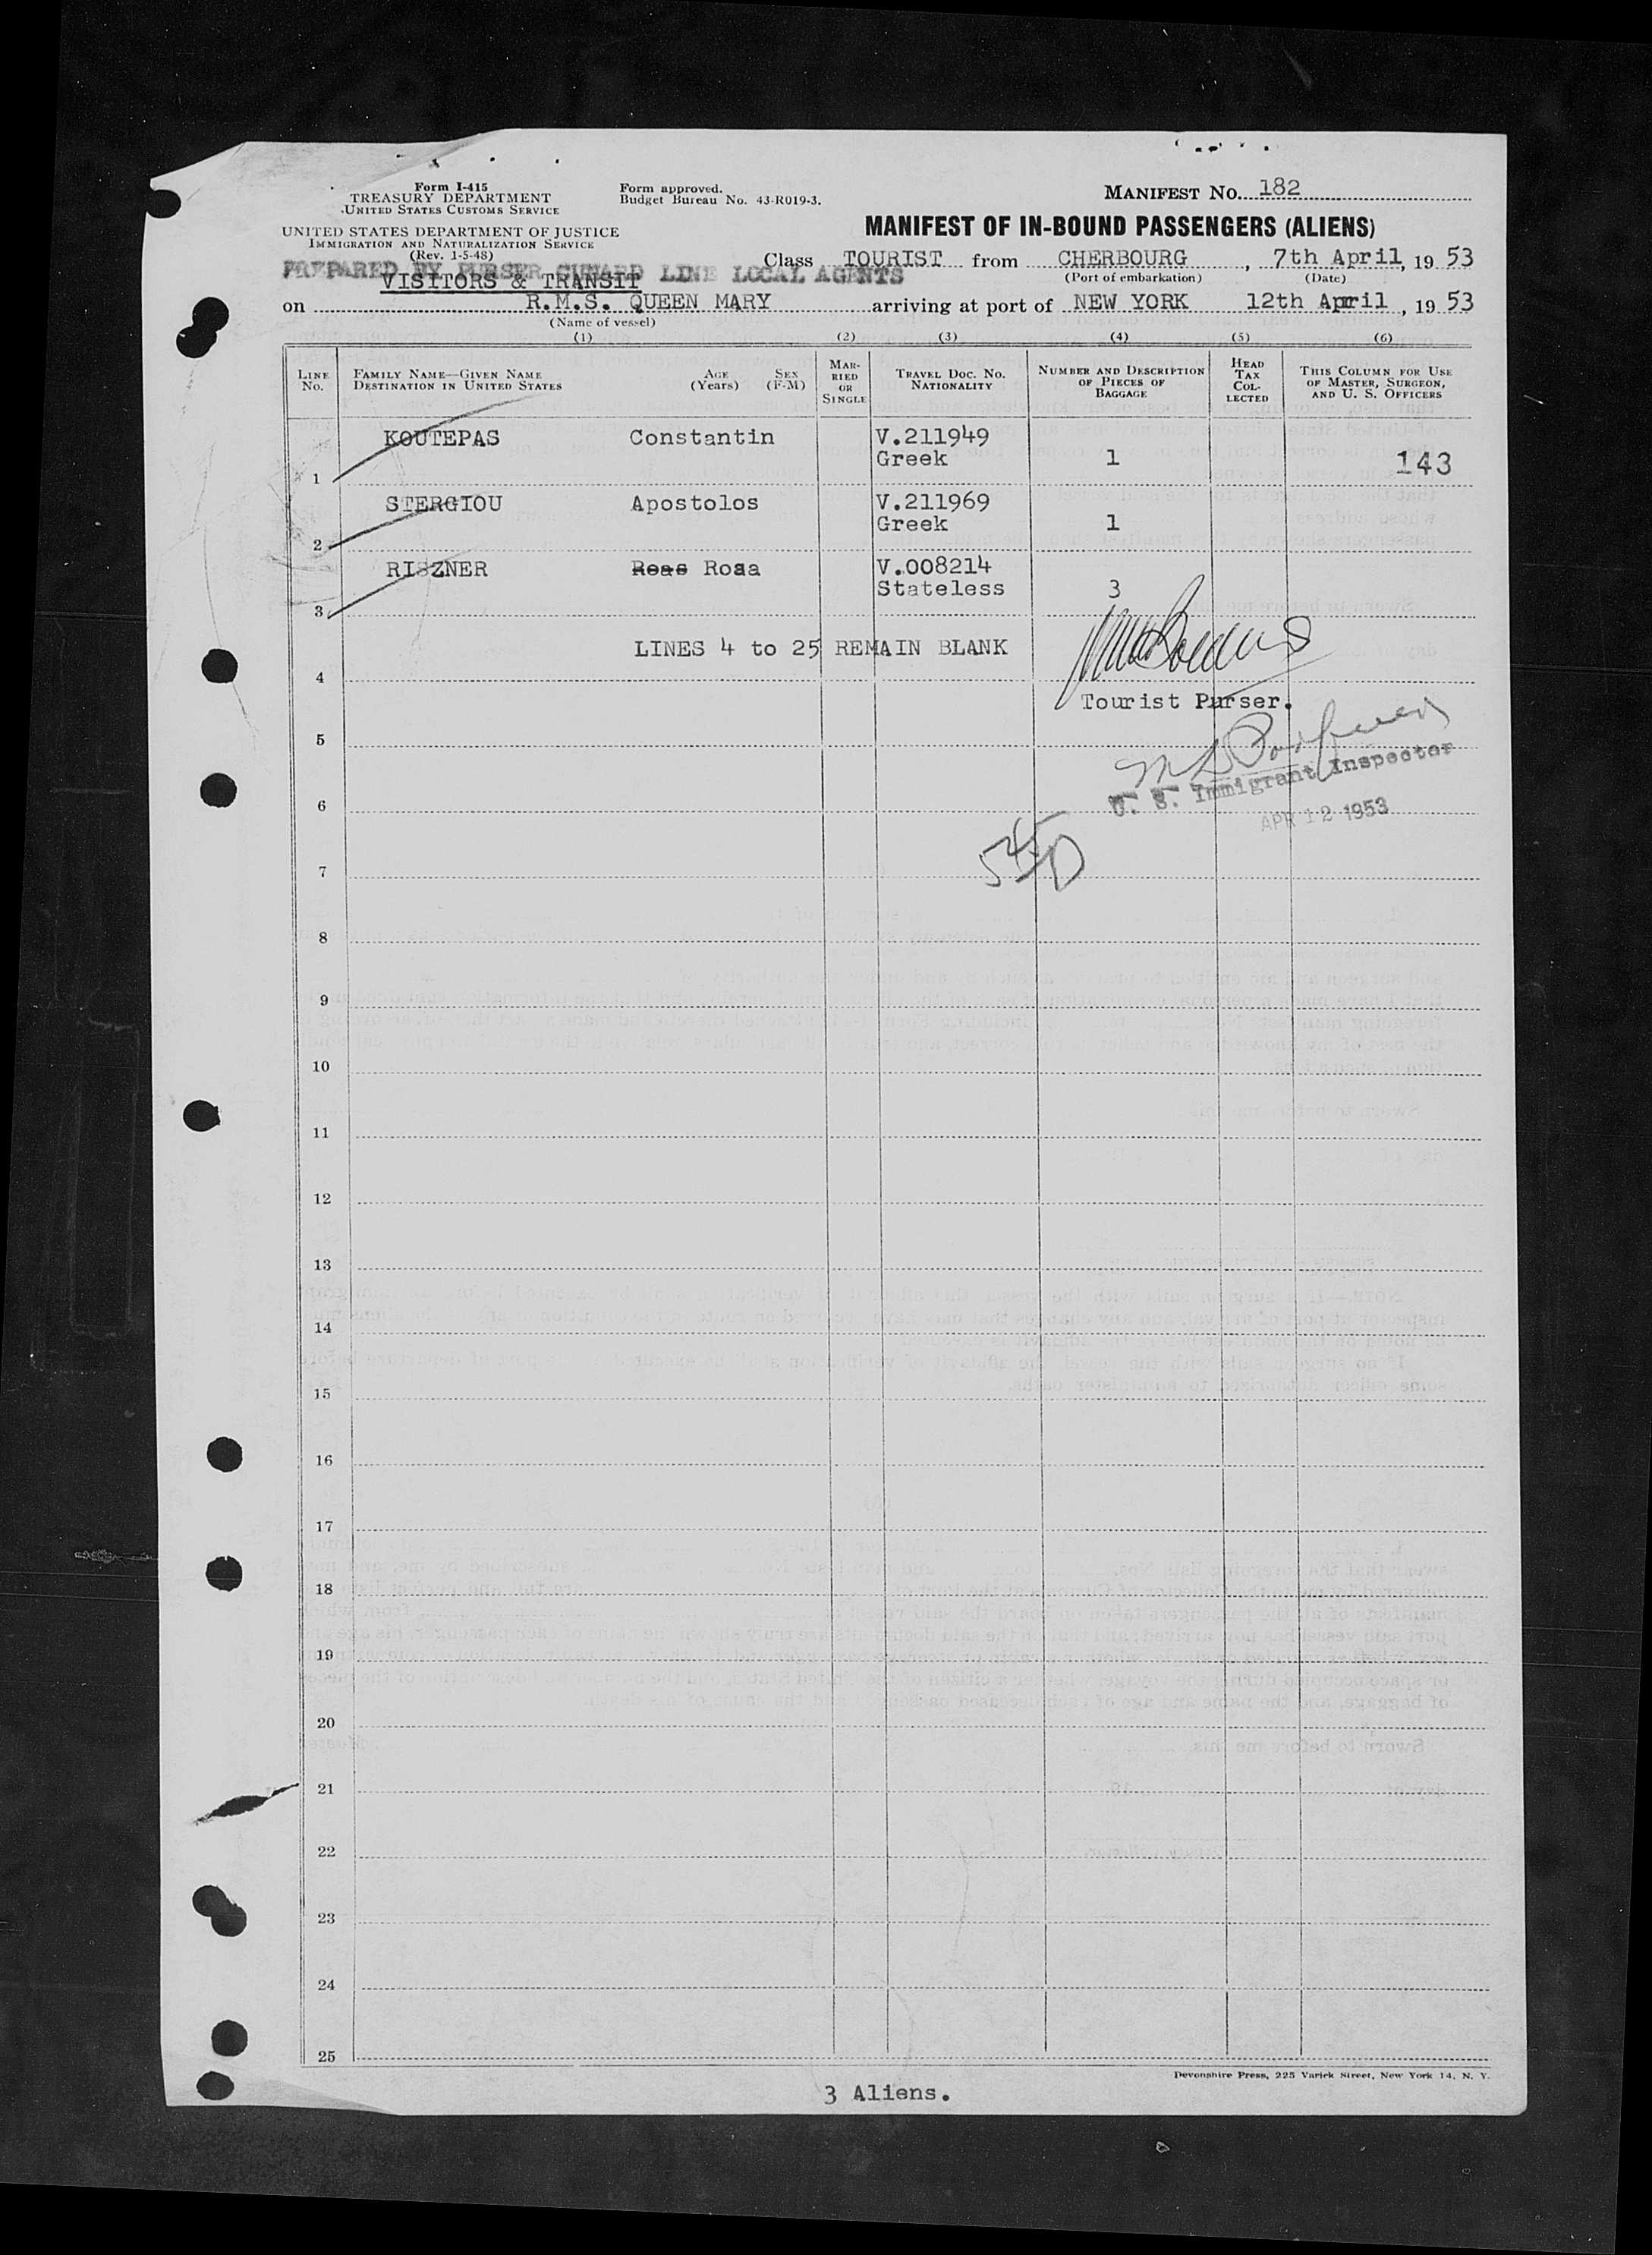 Form I-415
TREASURY DEPARTMENT
UNITED STATES CUSTOMS SERVICE
UNITED STATES DEPARTMENT OF JUSTICE
IMMIGRATION AND NATURALIZATION SERVICE
(Rev. 1-5-48)
Form approved.
Budget Bureau No. 43-R019-3.
MANIFEST NO. 182
MANIFEST OF IN-BOUND PASSENGERS (ALIENS)
PREPARED BY PURSER CUNARD LINE LOCAL AGENTS
VISITORS & TRANSIT
Class TOURIST from CHERBOURG, 7th April, 19 53
(Port of embarkation) (Date)
on R.M.S. QUEEN MARY arriving at port of NEW YORK 12th April, 19 53
(Name of vessel)
(1) (2) (3) (4) (5) (6)
LINE NO.
FAMILY NAME—GIVEN NAME
DESTINATION IN UNITED STATES
AGE (Years)
SEX (F-M)
MARRIED OR SINGLE
TRAVEL DOC. NO. NATIONALITY
NUMBER AND DESCRIPTION OF PIECES OF BAGGAGE
HEAD TAX COLLECTED
THIS COLUMN FOR USE OF MASTER, SURGEON, AND U. S. OFFICERS
KOUTEPAS Constantin V.211949
1 Greek 1 143
STERGIOU Apostolos V.211969
2 Greek 1
RISZNER Reas Rosa V.008214
3 Stateless 3
LINES 4 to 25 REMAIN BLANK
4
Tourist Purser.
5
U. S. Immigrant Inspector
6
APR 12 1953
7
8
9
10
11
12
13
14
15
16
17
18
19
20
21
22
23
24
25
Devonshire Press, 225 Varick Street, New York 14, N. Y.
3 Aliens.